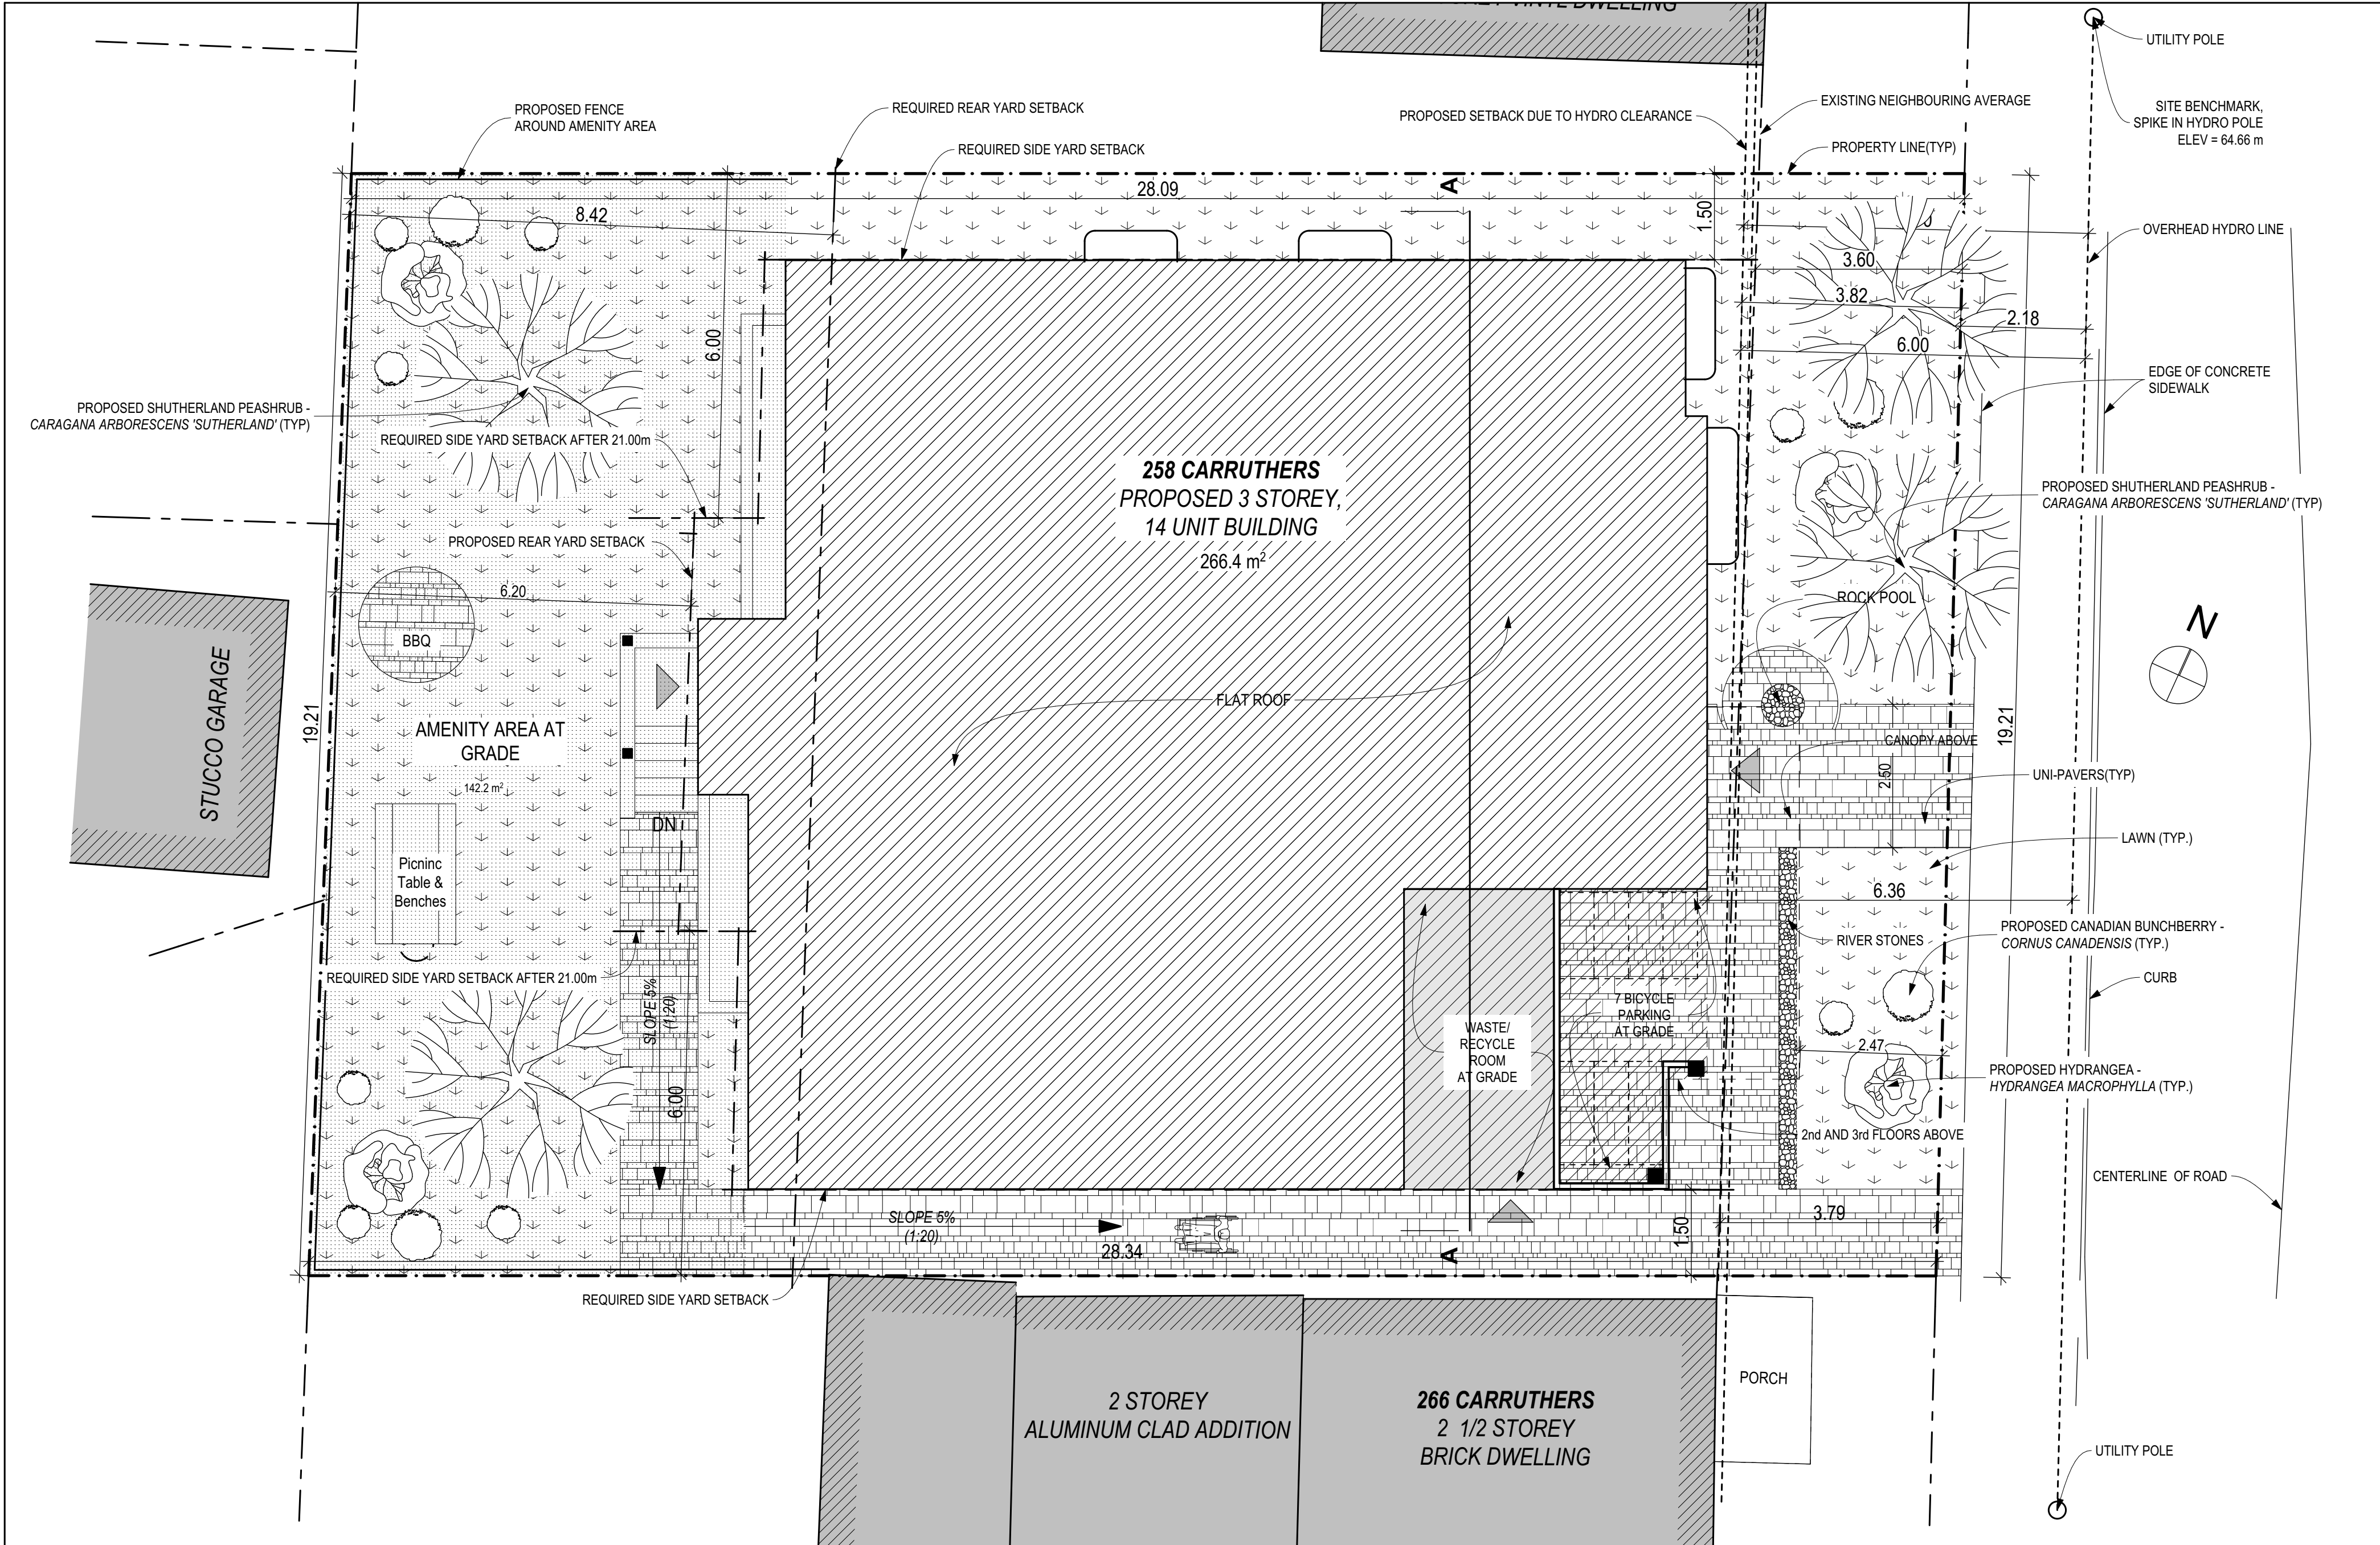 VINYL DWELLING
UTILITY POLE
SITE BENCHMARK,
SPIKE IN HYDRO POLE
ELEV = 64.66 m
PROPOSED FENCE
AROUND AMENITY AREA
REQUIRED REAR YARD SETBACK
REQUIRED SIDE YARD SETBACK
PROPOSED SETBACK DUE TO HYDRO CLEARANCE
EXISTING NEIGHBOURING AVERAGE
PROPERTY LINE(TYP)
28.09
A
8.42
1.50
OVERHEAD HYDRO LINE
3.60
3.82
2.18
6.00
6.00
EDGE OF CONCRETE
SIDEWALK
PROPOSED SHUTHERLAND PEASHRUB -
CARAGANA ARBORESCENS 'SUTHERLAND' (TYP)
REQUIRED SIDE YARD SETBACK AFTER 21.00m
258 CARRUTHERS
PROPOSED 3 STOREY,
14 UNIT BUILDING
266.4 m²
PROPOSED SHUTHERLAND PEASHRUB -
CARAGANA ARBORESCENS 'SUTHERLAND' (TYP)
PROPOSED REAR YARD SETBACK
6.20
ROCK POOL
N
BBQ
STUCCO GARAGE
19.21
AMENITY AREA AT
GRADE
142.2 m²
FLAT ROOF
CANOPY ABOVE
19.21
2.50
UNI-PAVERS(TYP)
DN
LAWN (TYP.)
Picninc
Table &
Benches
6.36
PROPOSED CANADIAN BUNCHBERRY -
CORNUS CANADENSIS (TYP.)
RIVER STONES
CURB
REQUIRED SIDE YARD SETBACK AFTER 21.00m
SLOPE 5%
(1:20)
7 BICYCLE
PARKING
AT GRADE
WASTE/
RECYCLE
ROOM
AT GRADE
2.47
PROPOSED HYDRANGEA -
HYDRANGEA MACROPHYLLA (TYP.)
6.00
2nd AND 3rd FLOORS ABOVE
CENTERLINE OF ROAD
SLOPE 5%
(1:20)
28.34
A
1.50
3.79
REQUIRED SIDE YARD SETBACK
PORCH
2 STOREY
ALUMINUM CLAD ADDITION
266 CARRUTHERS
2 1/2 STOREY
BRICK DWELLING
UTILITY POLE